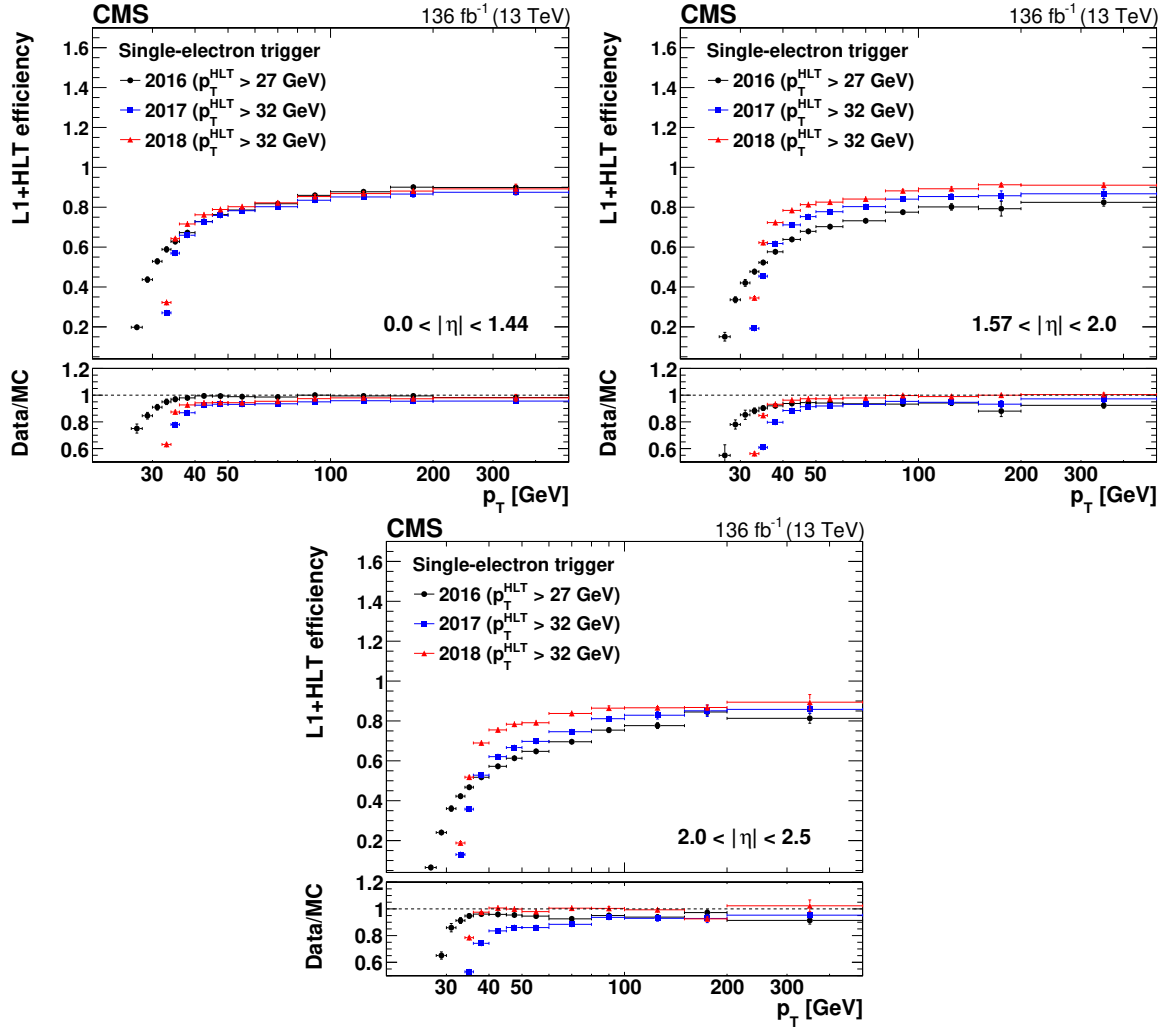 CMS 136 fb⁻¹ (13 TeV)
L1+HLT efficiency
Single-electron trigger
2016 (p_T^HLT > 27 GeV)
2017 (p_T^HLT > 32 GeV)
2018 (p_T^HLT > 32 GeV)
1.6
1.4
1.2
1
0.8
0.6
0.4
0.2
0.0 < |η| < 1.44
Data/MC
1.2
1
0.8
0.6
30 40 50 100 200 300
p_T [GeV]
CMS 136 fb⁻¹ (13 TeV)
L1+HLT efficiency
Single-electron trigger
2016 (p_T^HLT > 27 GeV)
2017 (p_T^HLT > 32 GeV)
2018 (p_T^HLT > 32 GeV)
1.6
1.4
1.2
1
0.8
0.6
0.4
0.2
1.57 < |η| < 2.0
Data/MC
1.2
1
0.8
0.6
30 40 50 100 200 300
p_T [GeV]
CMS 136 fb⁻¹ (13 TeV)
L1+HLT efficiency
Single-electron trigger
2016 (p_T^HLT > 27 GeV)
2017 (p_T^HLT > 32 GeV)
2018 (p_T^HLT > 32 GeV)
1.6
1.4
1.2
1
0.8
0.6
0.4
0.2
2.0 < |η| < 2.5
Data/MC
1.2
1
0.8
0.6
30 40 50 100 200 300
p_T [GeV]